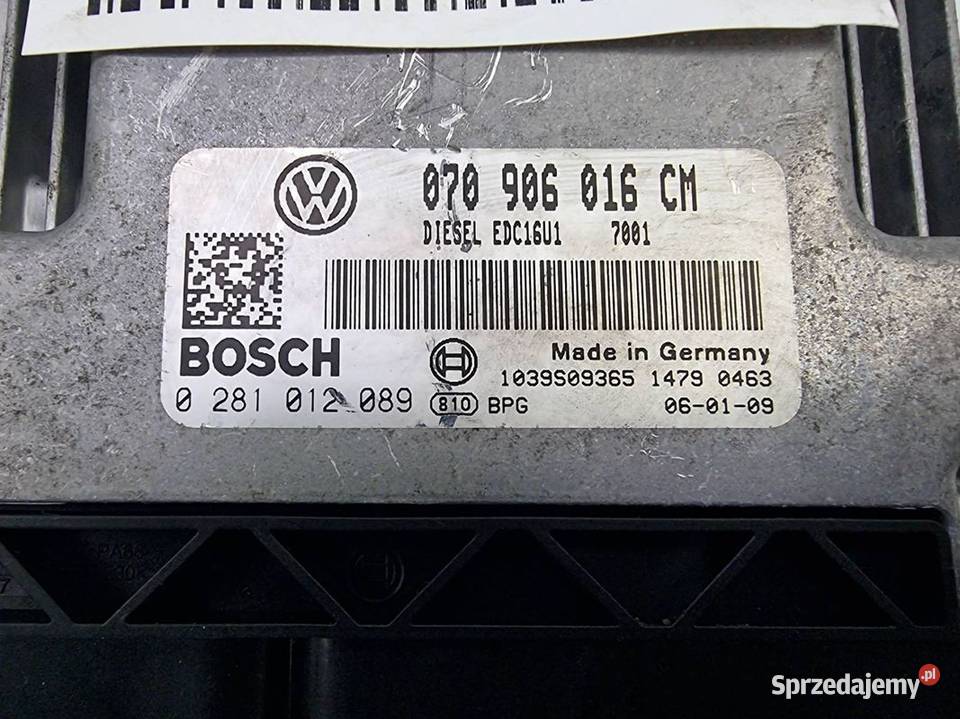 070 906 016 CM
DIESEL EDC16U1 7001
BOSCH
Made in Germany
1039S09365 1479 0463
0 281 012 089
810 BPG
06-01-09
Sprzedajemy.pl